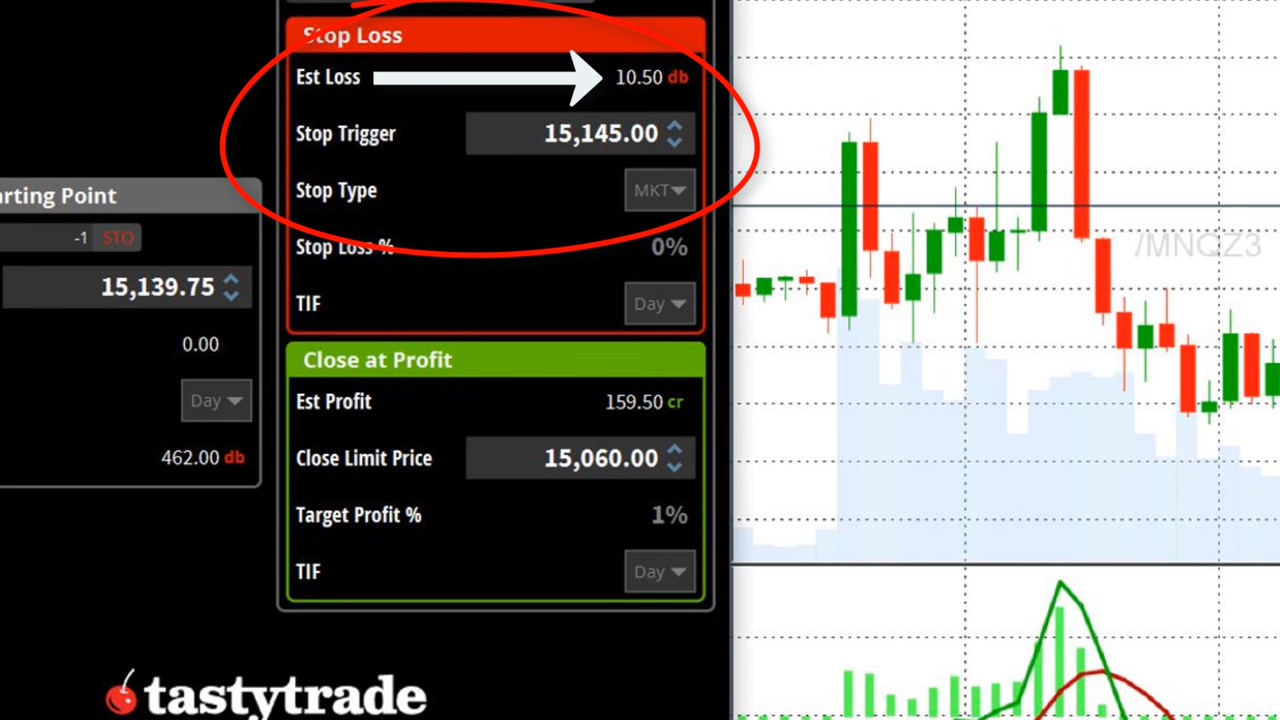 Stop Loss
Est Loss 10.50 db
Stop Trigger 15,145.00
Stop Type MKT
Stop Loss % 0%
TIF Day
rting Point
-1 STO
15,139.75
0.00
Day
462.00 db
Close at Profit
Est Profit 159.50 cr
Close Limit Price 15,060.00
Target Profit % 1%
TIF Day
/MNQZ3
tastytrade